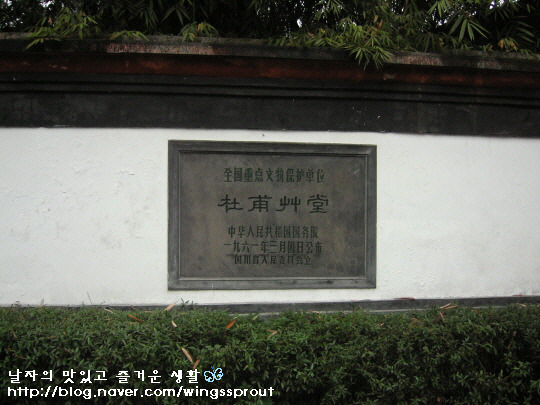 全国重点文物保护单位
杜甫艸堂
中华人民共和国国务院
一九六一年三月四日公布
四川省人民委员会立
날자의 맛있고 즐거운 생활
http://blog.naver.com/wingssprout